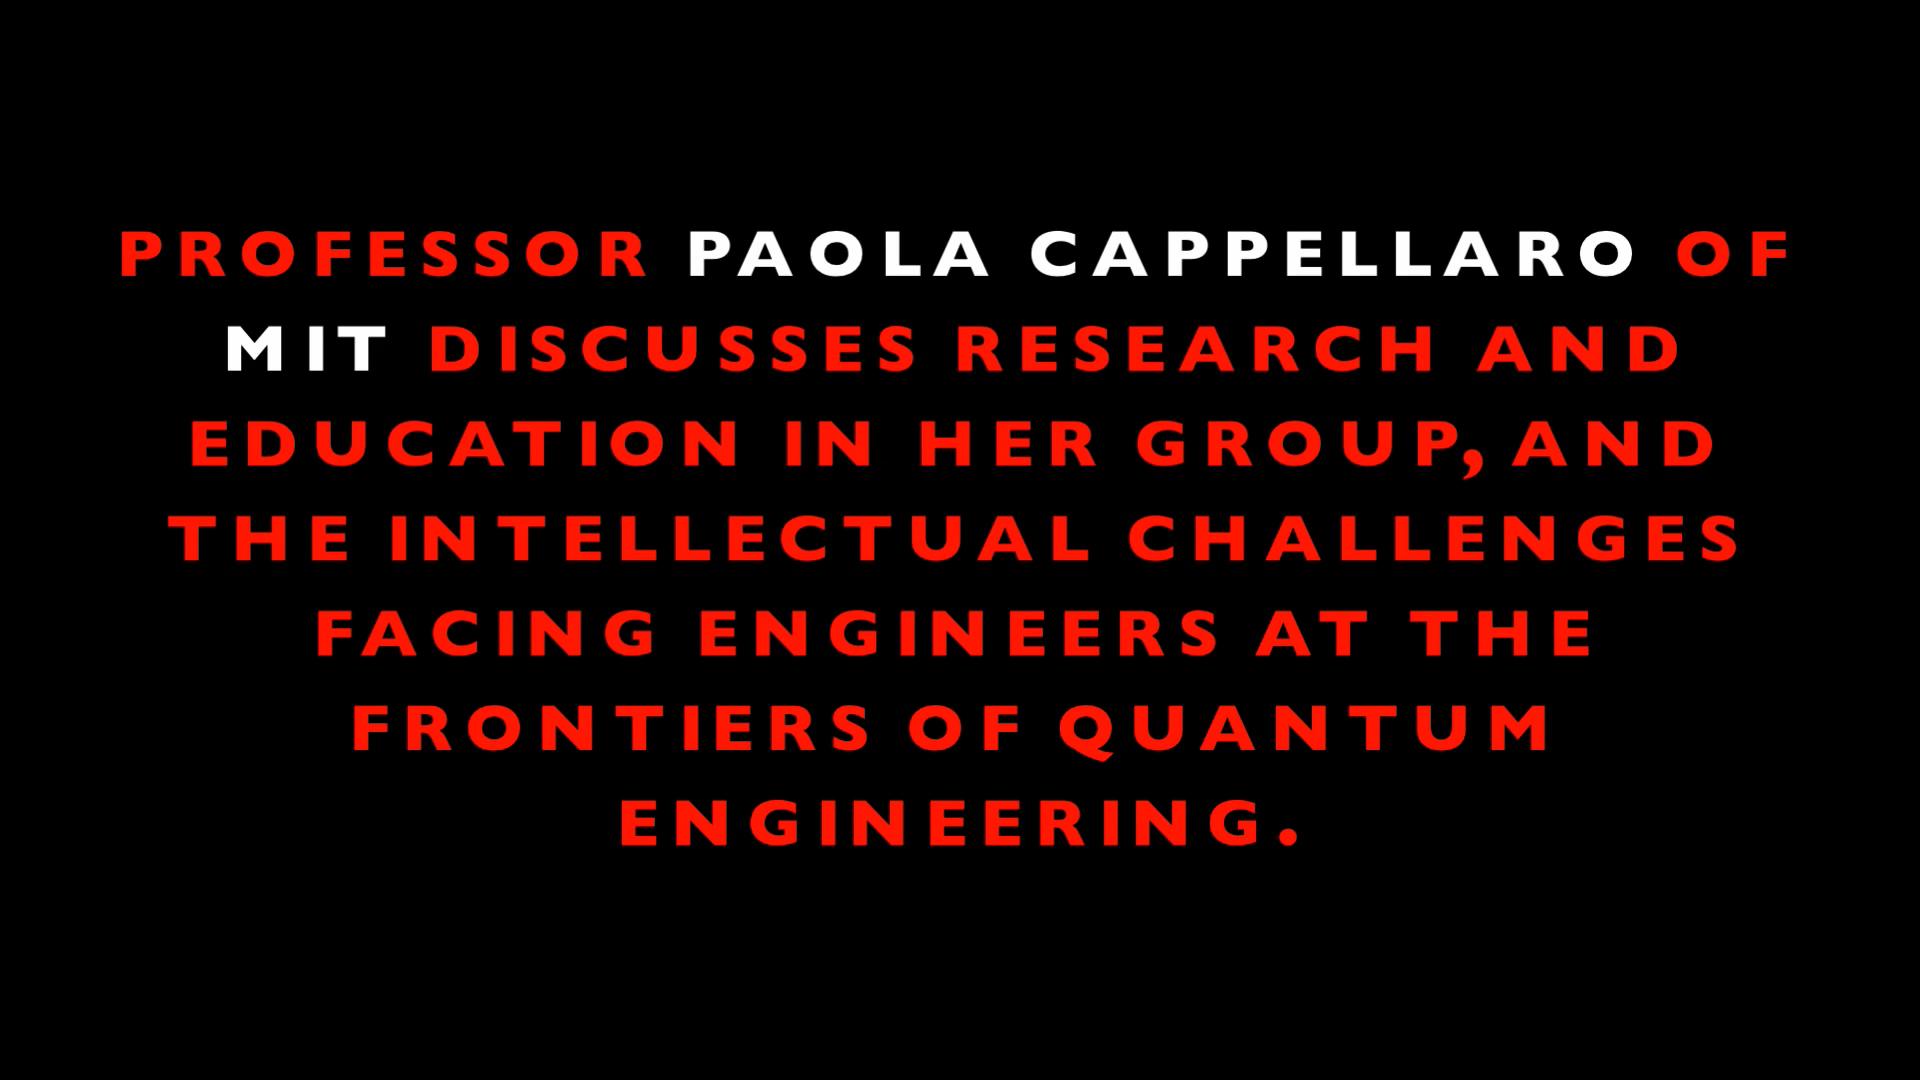 PROFESSOR PAOLA CAPPELLARO OF
MIT DISCUSSES RESEARCH AND
EDUCATION IN HER GROUP, AND
THE INTELLECTUAL CHALLENGES
FACING ENGINEERS AT THE
FRONTIERS OF QUANTUM
ENGINEERING.